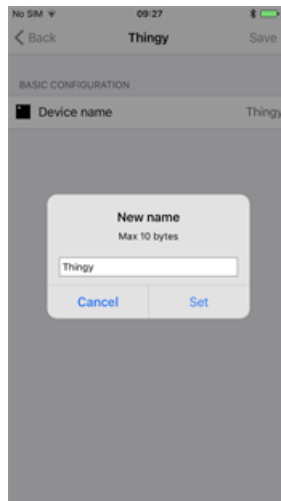 No SIM 09:27
Back Thingy Save
BASIC CONFIGURATION
Device name Thingy
New name
Max 10 bytes
Thingy
Cancel Set